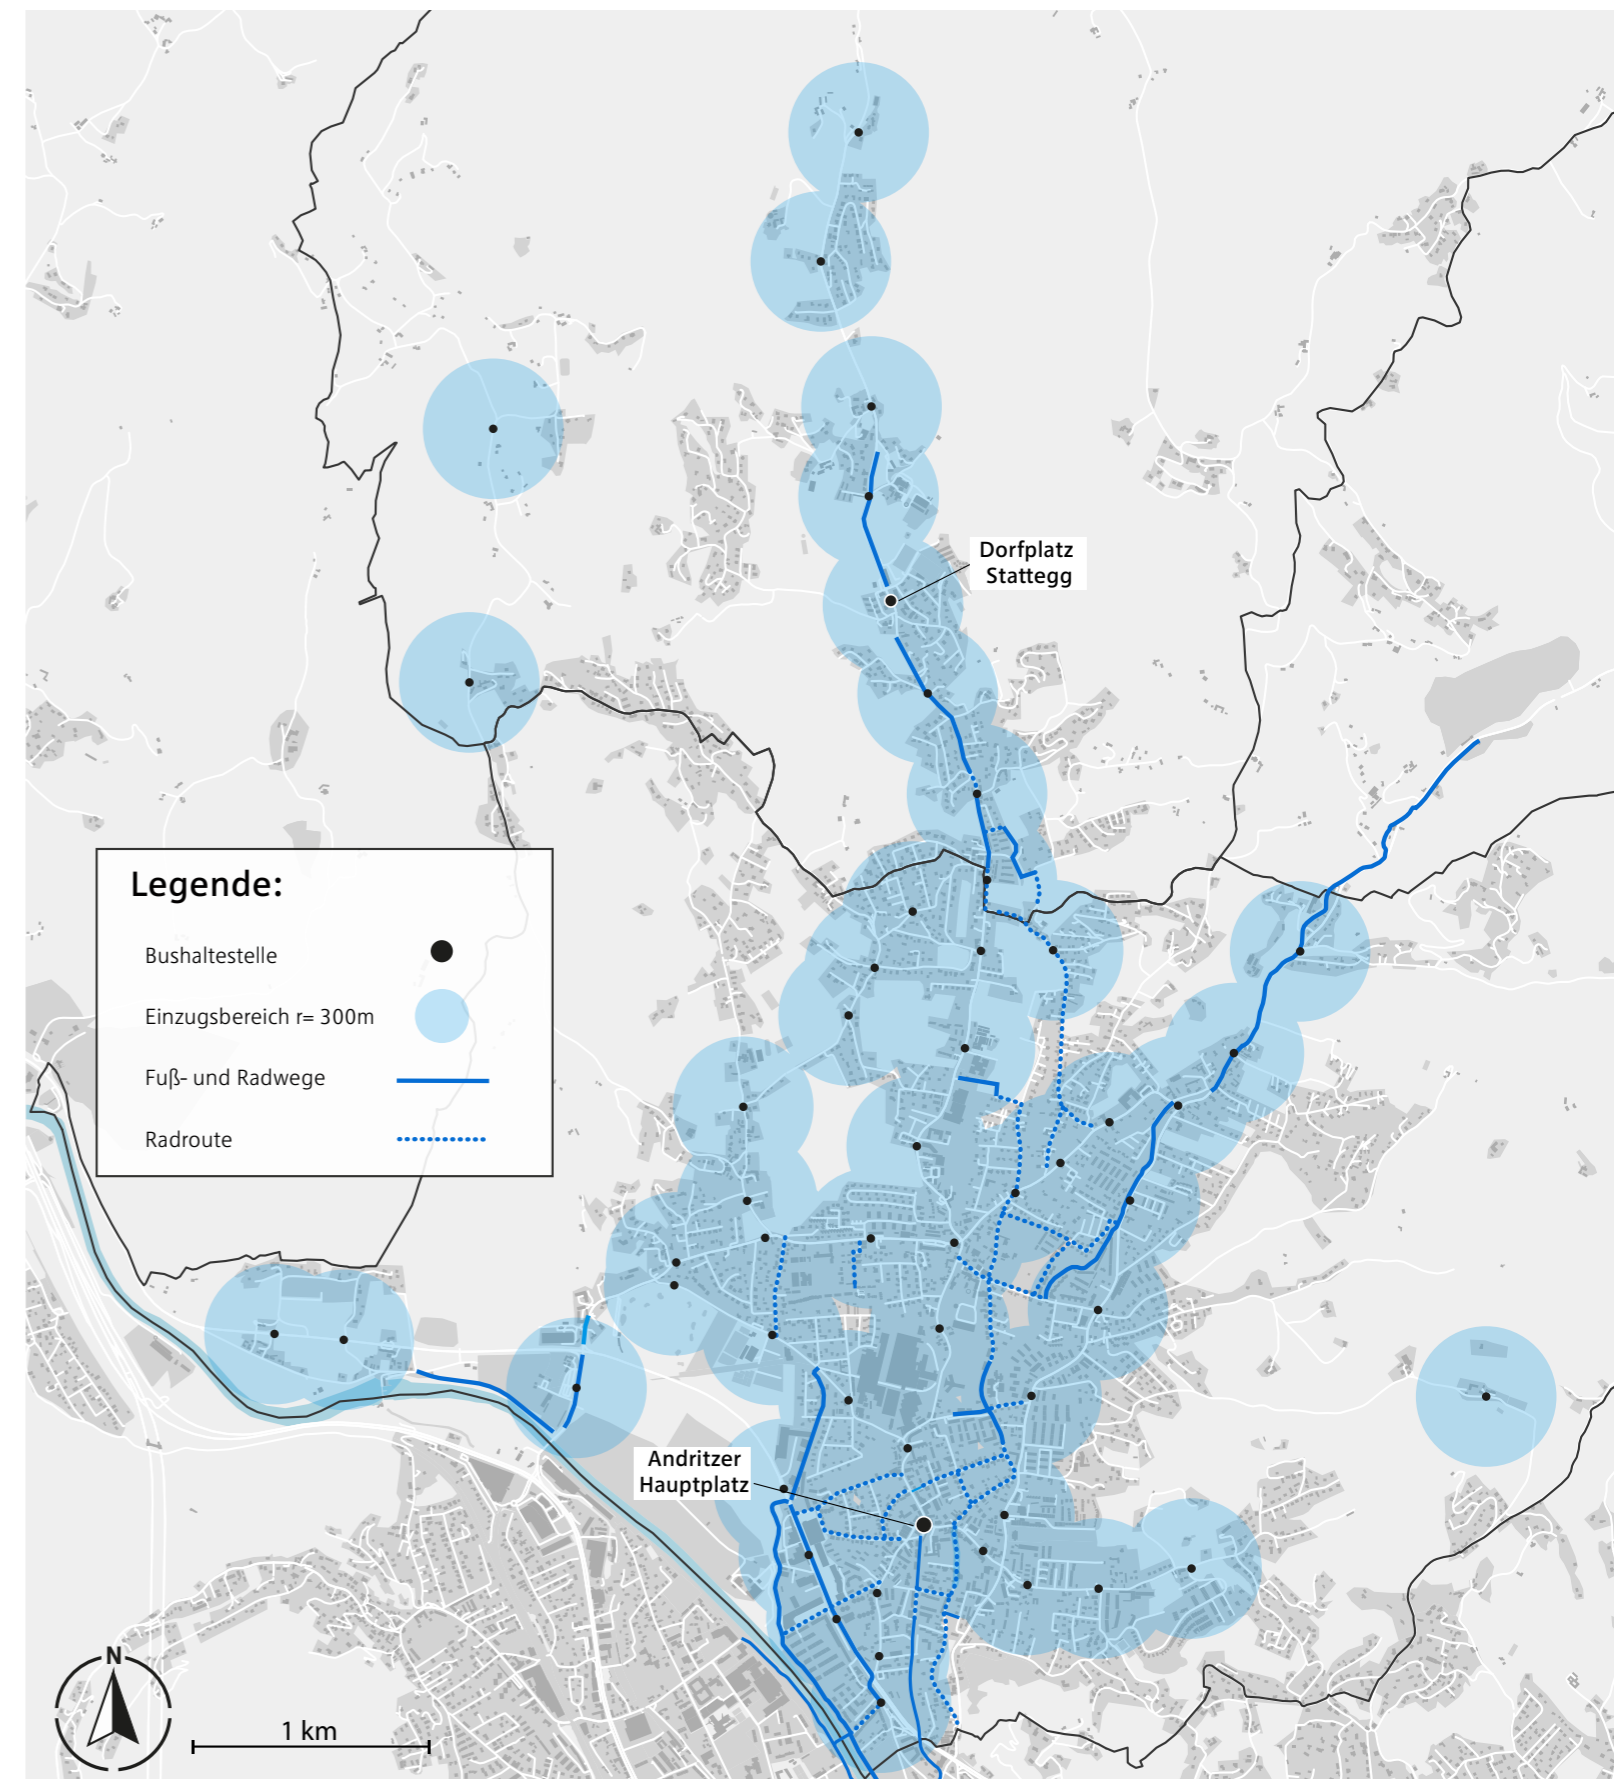 Dorfplatz
Stattegg
Legende:
Bushaltestelle
Einzugsbereich r= 300m
Fuß- und Radwege
Radroute
Andritzer
Hauptplatz
N
1 km